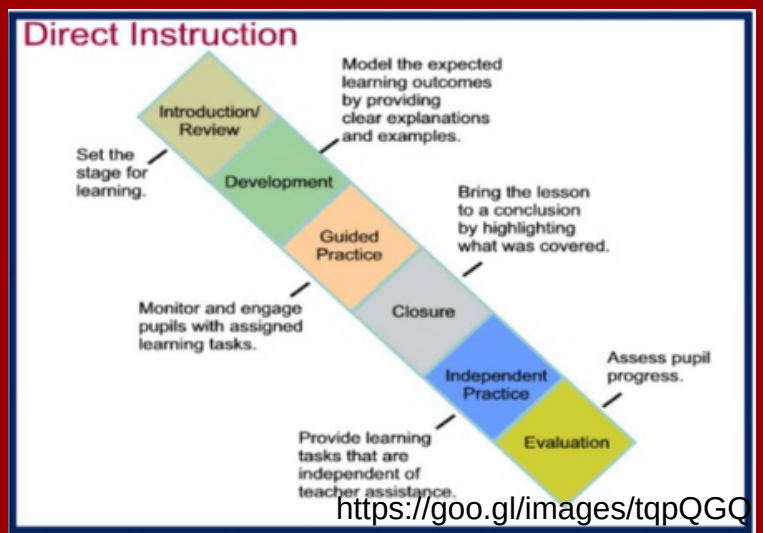 Direct Instruction
Introduction/
Review
Set the
stage for
learning.
Development
Model the expected
learning outcomes
by providing
clear explanations
and examples.
Guided
Practice
Monitor and engage
pupils with assigned
learning tasks.
Closure
Bring the lesson
to a conclusion
by highlighting
what was covered.
Independent
Practice
Provide learning
tasks that are
independent of
teacher assistance.
Evaluation
Assess pupil
progress.
https://goo.gl/images/tqpQGQ